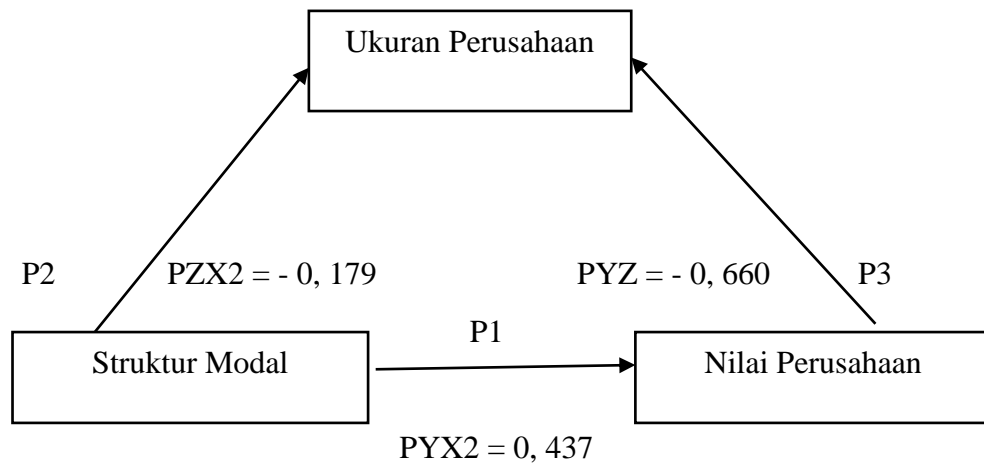 Ukuran Perusahaan
P2
PZX2 = - 0, 179
PYZ = - 0, 660
P3
P1
Struktur Modal
Nilai Perusahaan
PYX2 = 0, 437